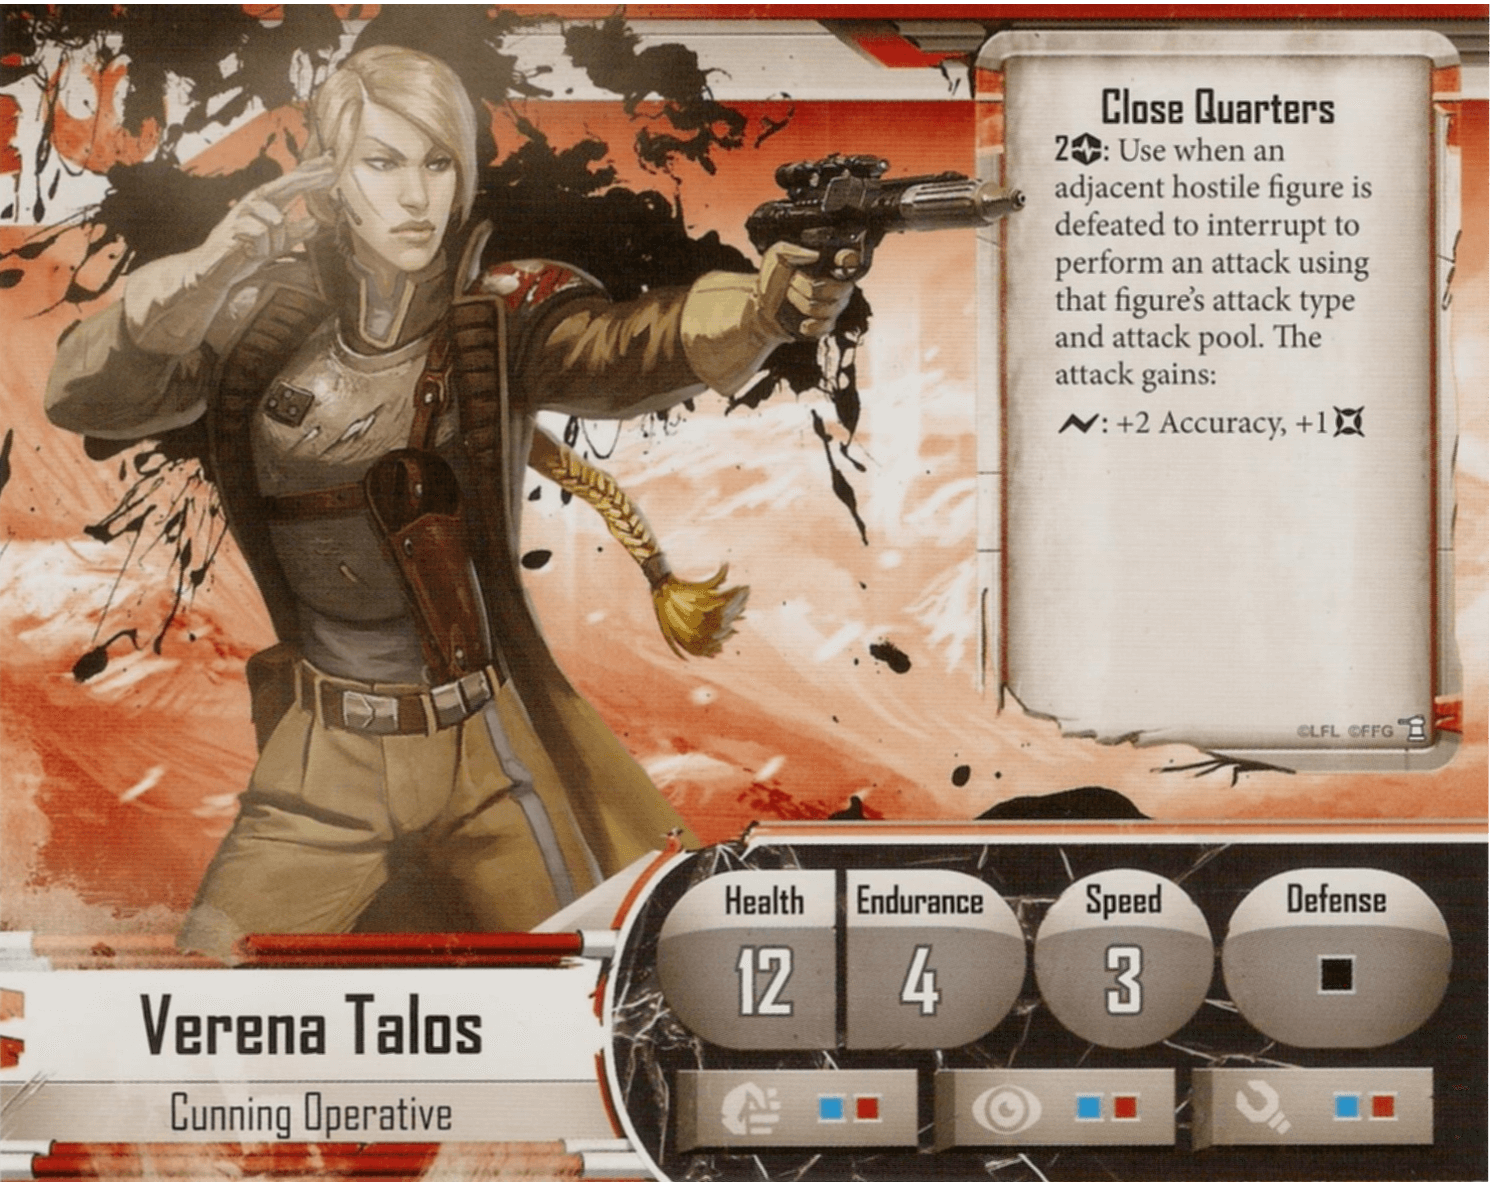 Close Quarters
2: Use when an
adjacent hostile figure is
defeated to interrupt to
perform an attack using
that figure's attack type
and attack pool. The
attack gains:
: +2 Accuracy, +1
©LFL ©FFG
Health Endurance Speed Defense
12 4 3
Verena Talos
Cunning Operative